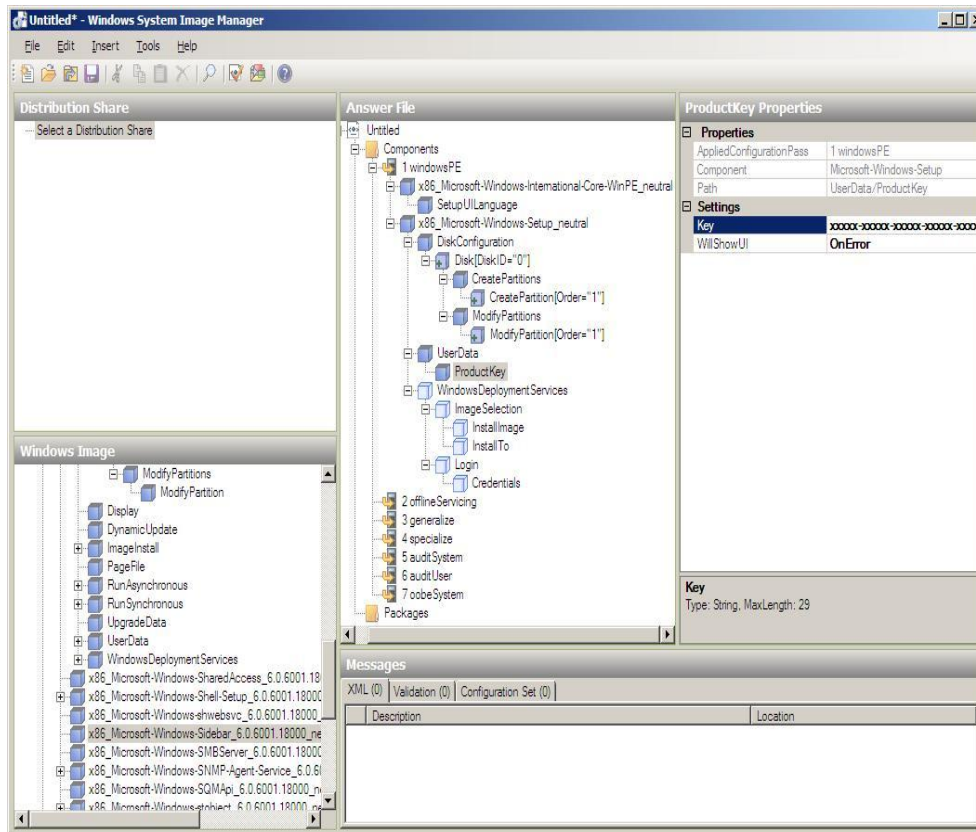 Untitled* - Windows System Image Manager
File Edit Insert Tools Help
Distribution Share
Select a Distribution Share
Windows Image
ModifyPartitions
ModifyPartition
Display
DynamicUpdate
ImageInstall
PageFile
RunAsynchronous
RunSynchronous
UpgradeData
UserData
WindowsDeploymentServices
x86_Microsoft-Windows-SharedAccess_6.0.6001.18
x86_Microsoft-Windows-Shell-Setup_6.0.6001.1800
x86_Microsoft-Windows-shwebsvc_6.0.6001.18000_
x86_Microsoft-Windows-Sidebar_6.0.6001.18000_ne
x86_Microsoft-Windows-SMBServer_6.0.6001.18000
x86_Microsoft-Windows-SNMP-Agent-Service_6.0.6
x86_Microsoft-Windows-SQMApi_6.0.6001.18000_n
x86_Microsoft-Windows-stobject_6.0.6001.18000_n
Answer File
Untitled
Components
1 windowsPE
x86_Microsoft-Windows-International-Core-WinPE_neutral
SetupUILanguage
x86_Microsoft-Windows-Setup_neutral
DiskConfiguration
Disk[DiskID="0"]
CreatePartitions
CreatePartition[Order="1"]
ModifyPartitions
ModifyPartition[Order="1"]
UserData
ProductKey
WindowsDeploymentServices
ImageSelection
InstallImage
InstallTo
Login
Credentials
2 offlineServicing
3 generalize
4 specialize
5 auditSystem
6 auditUser
7 oobeSystem
Packages
ProductKey Properties
Properties
AppliedConfigurationPass 1 windowsPE
Component Microsoft-Windows-Setup
Path UserData/ProductKey
Settings
Key xxxxx-xxxxx-xxxxx-xxxxx-xxxx
WillShowUI OnError
Key
Type: String, MaxLength: 29
Messages
XML (0) Validation (0) Configuration Set (0)
Description Location